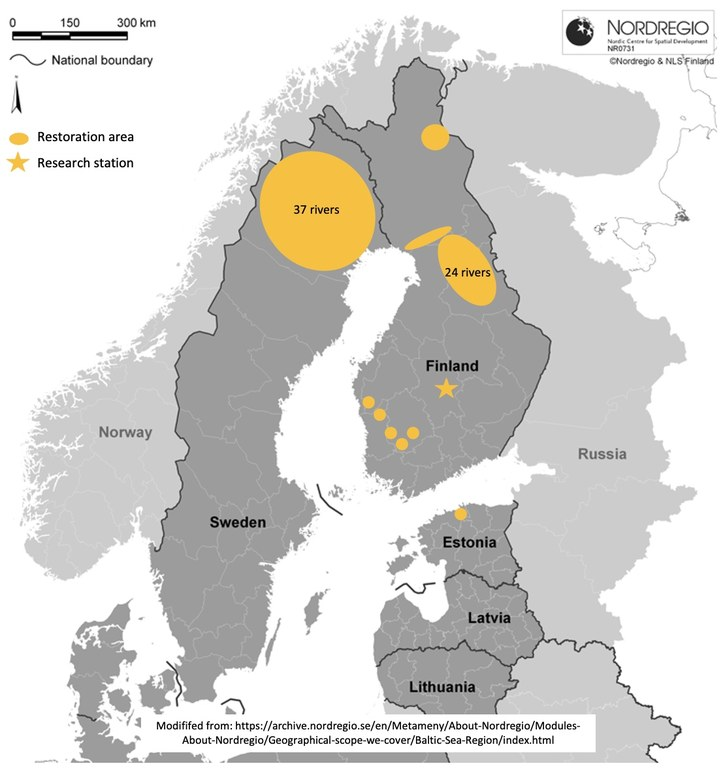 0 150 300 km
National boundary
Restoration area
Research station
NORDREGIO
Nordic Centre for Spatial Development
NR0731
©Nordregio & NLS Finland
37 rivers
24 rivers
Finland
Norway
Russia
Sweden
Estonia
Latvia
Lithuania
Modififed from: https://archive.nordregio.se/en/Metameny/About-Nordregio/Modules-
About-Nordregio/Geographical-scope-we-cover/Baltic-Sea-Region/index.html